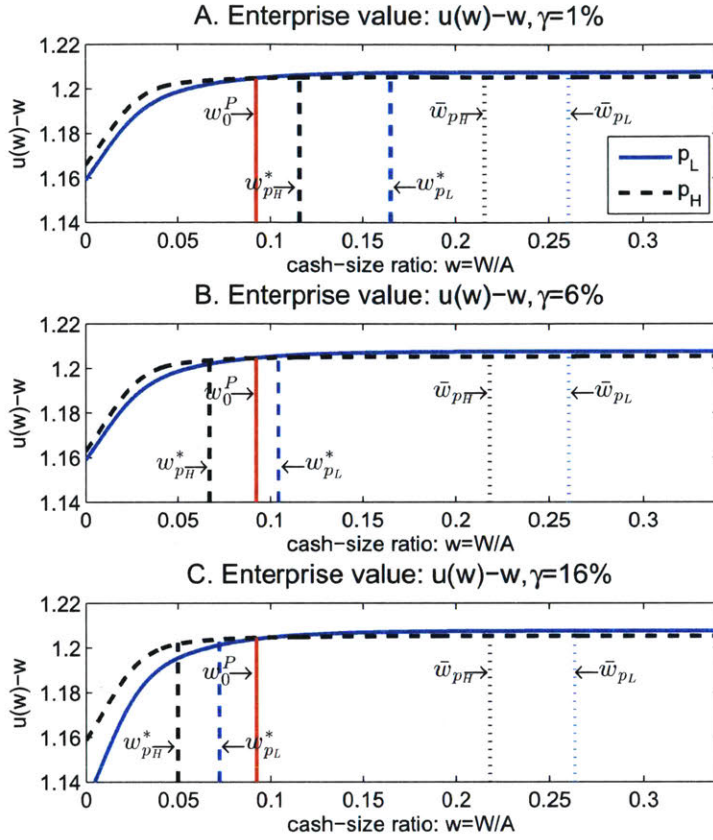 A. Enterprise value: u(w)−w, γ=1%
1.22
1.2
1.18
1.16
1.14
u(w)−w
w₀ᴾ→
w*_{p_H}→
←w*_{p_L}
w̄_{p_H}→
←w̄_{p_L}
p_L
p_H
0 0.05 0.1 0.15 0.2 0.25 0.3
cash−size ratio: w=W/A
B. Enterprise value: u(w)−w, γ=6%
1.22
1.2
1.18
1.16
1.14
u(w)−w
w₀ᴾ→
w*_{p_H}→
←w*_{p_L}
w̄_{p_H}→
←w̄_{p_L}
0 0.05 0.1 0.15 0.2 0.25 0.3
cash−size ratio: w=W/A
C. Enterprise value: u(w)−w, γ=16%
1.22
1.2
1.18
1.16
1.14
u(w)−w
w₀ᴾ→
w*_{p_H}→
←w*_{p_L}
w̄_{p_H}→
←w̄_{p_L}
0 0.05 0.1 0.15 0.2 0.25 0.3
cash−size ratio: w=W/A